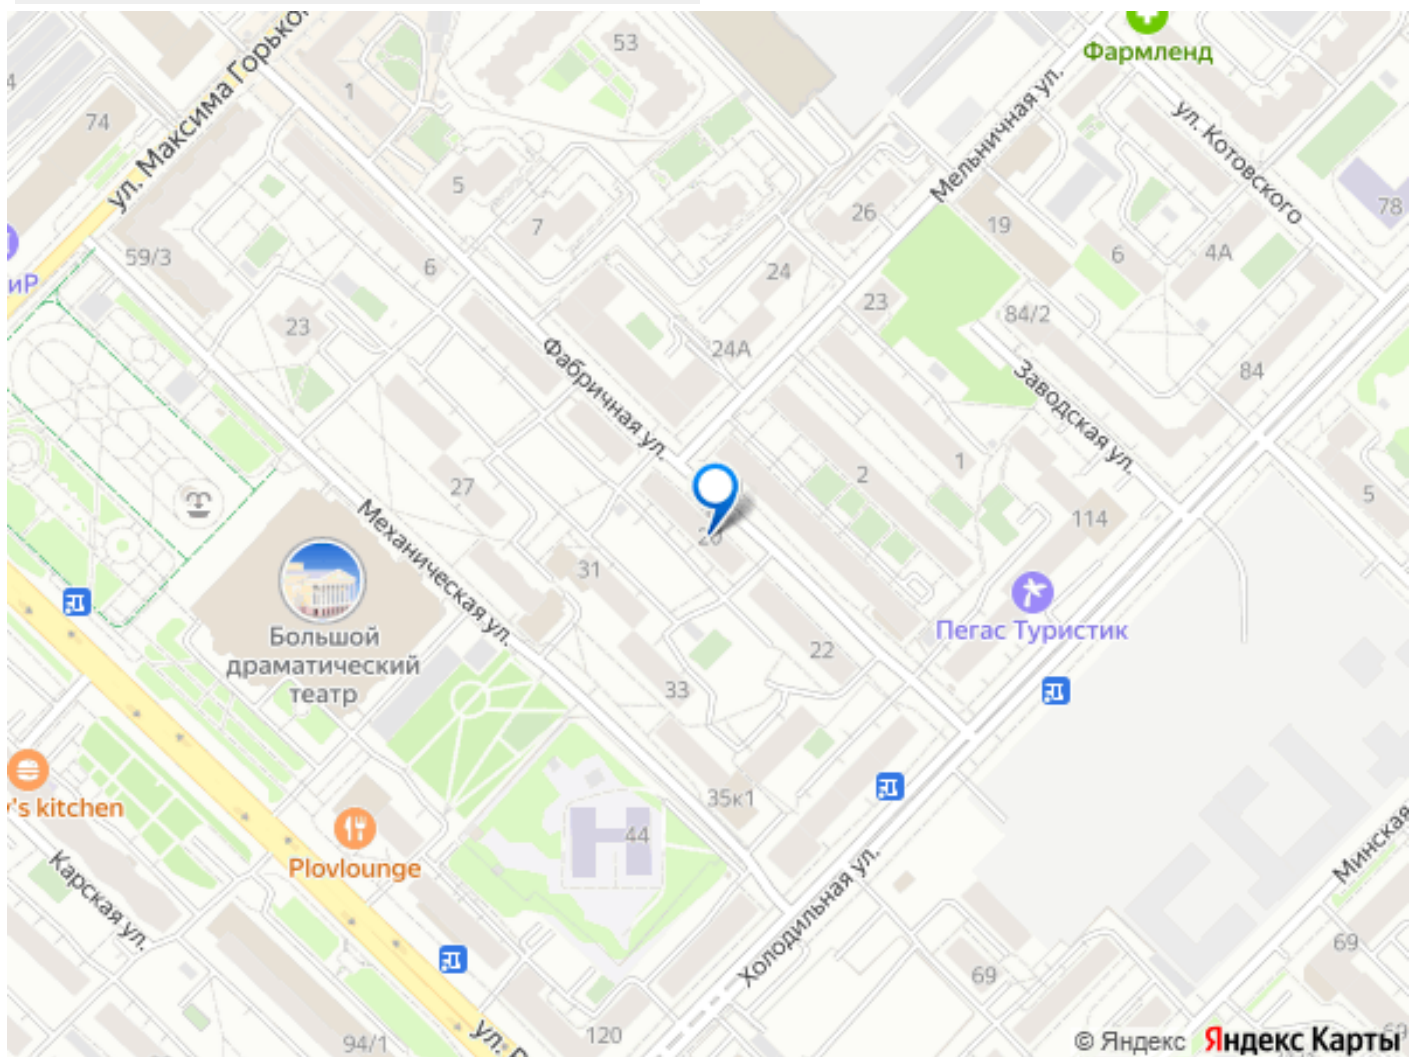 53
Фармленд
1
74
ул. Максима Горького
Мельничная ул.
ул. Котовского
5
26
78
7
19
6
4А
59/3
6
24
иР
23
84/2
23
24А
84
Фабричная ул.
Заводская ул.
27
2
1
5
114
Механическая ул.
31
Пегас Туристик
Большой
драматический
театр
22
33
35к1
's kitchen
44
Plovlounge
Карская ул.
Холодильная ул.
Минская
69
69
120
94/1
ул.
© Яндекс Яндекс Карты